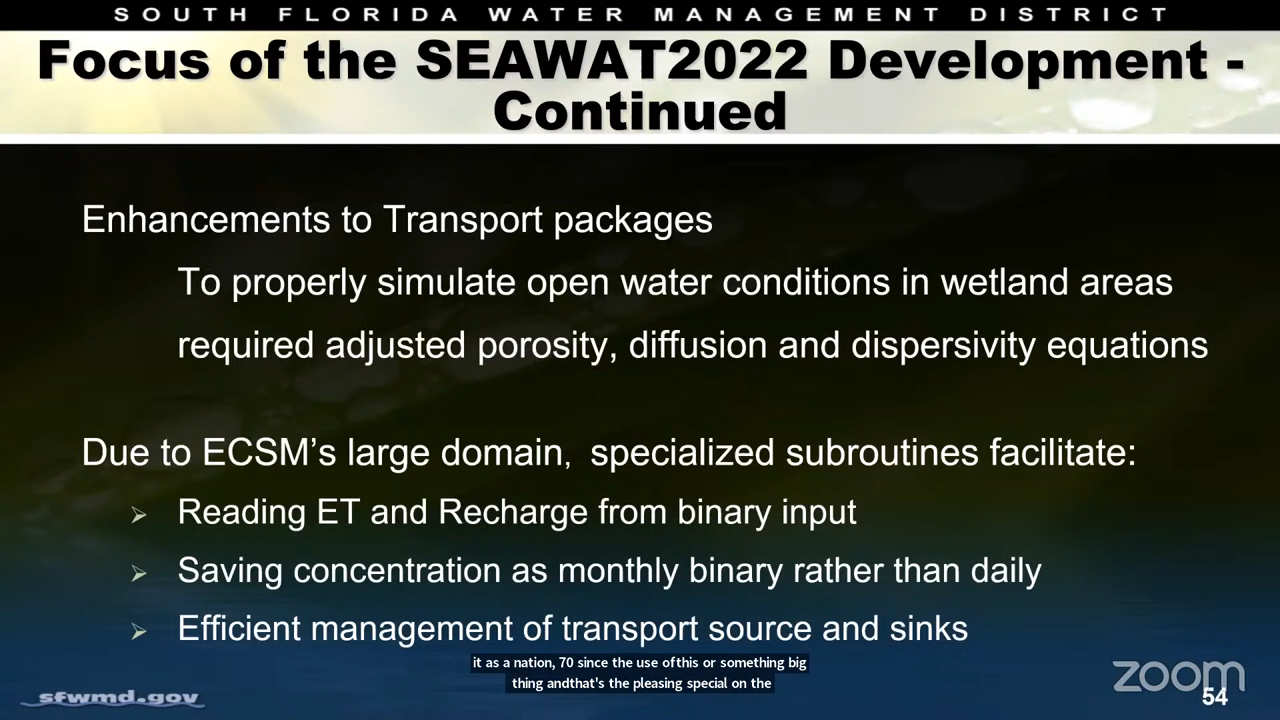 SOUTH FLORIDA WATER MANAGEMENT DISTRICT
Focus of the SEAWAT2022 Development -
Continued
Enhancements to Transport packages
To properly simulate open water conditions in wetland areas
required adjusted porosity, diffusion and dispersivity equations
Due to ECSM’s large domain, specialized subroutines facilitate:
Reading ET and Recharge from binary input
Saving concentration as monthly binary rather than daily
Efficient management of transport source and sinks
it as a nation, 70 since the use of this or something big
thing andthat's the pleasing special on the
sfwmd.gov
zoom
54